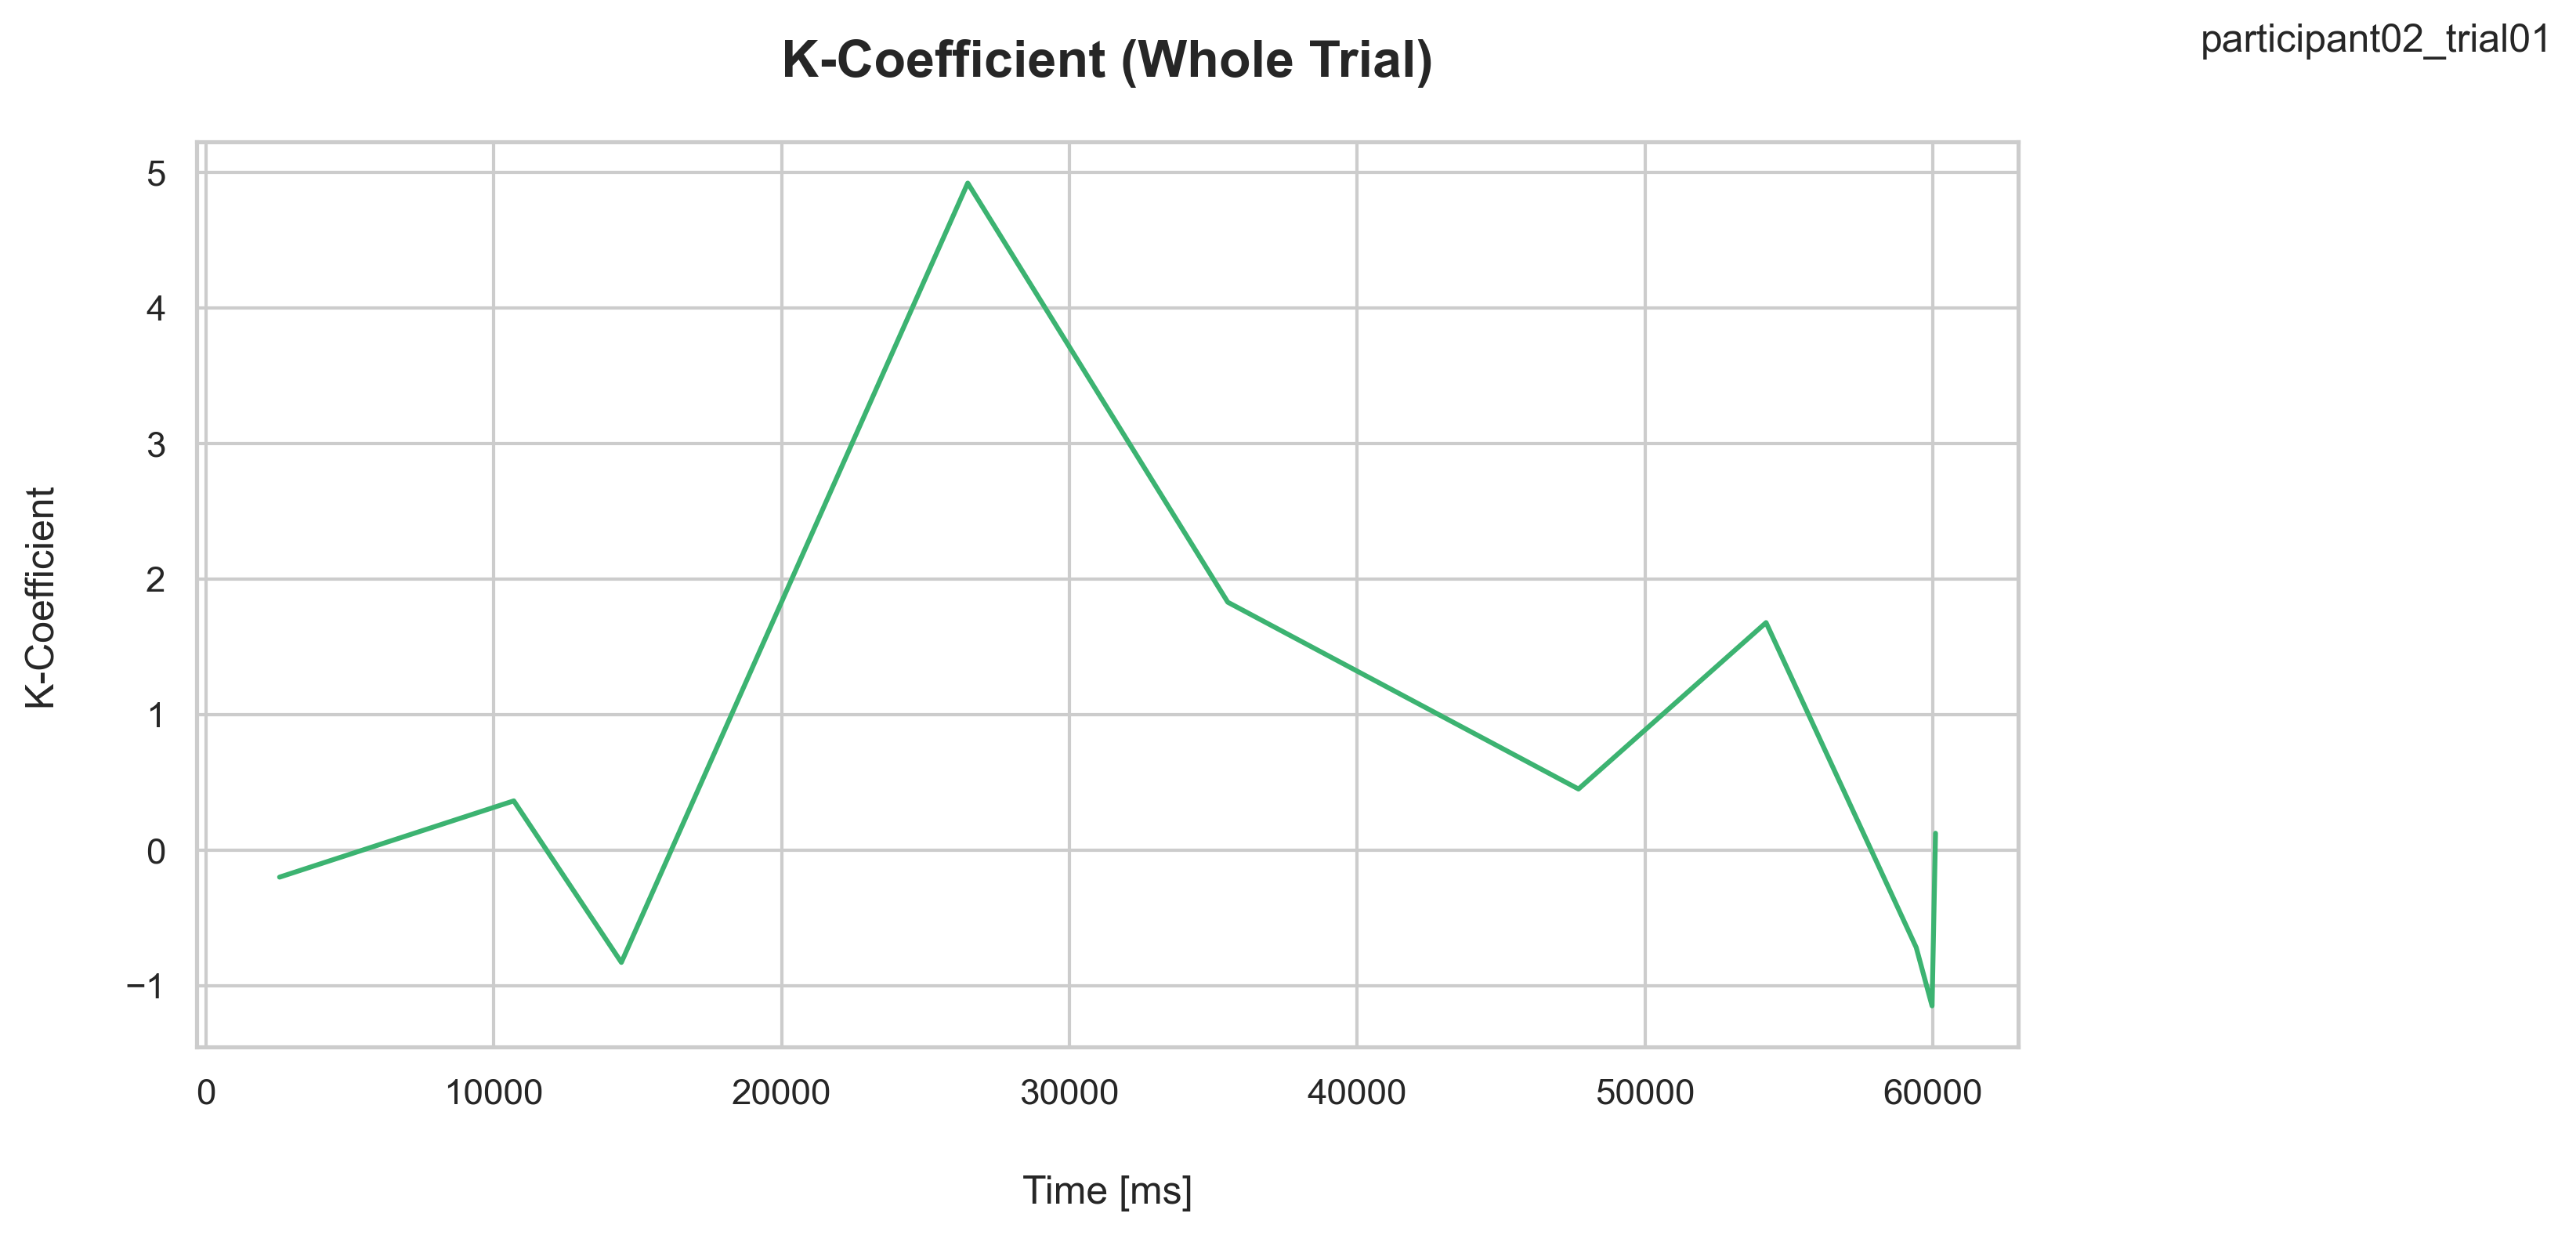 participant02_trial01
K-Coefficient (Whole Trial)
K-Coefficient
5
4
3
2
1
0
−1
0 10000 20000 30000 40000 50000 60000
Time [ms]